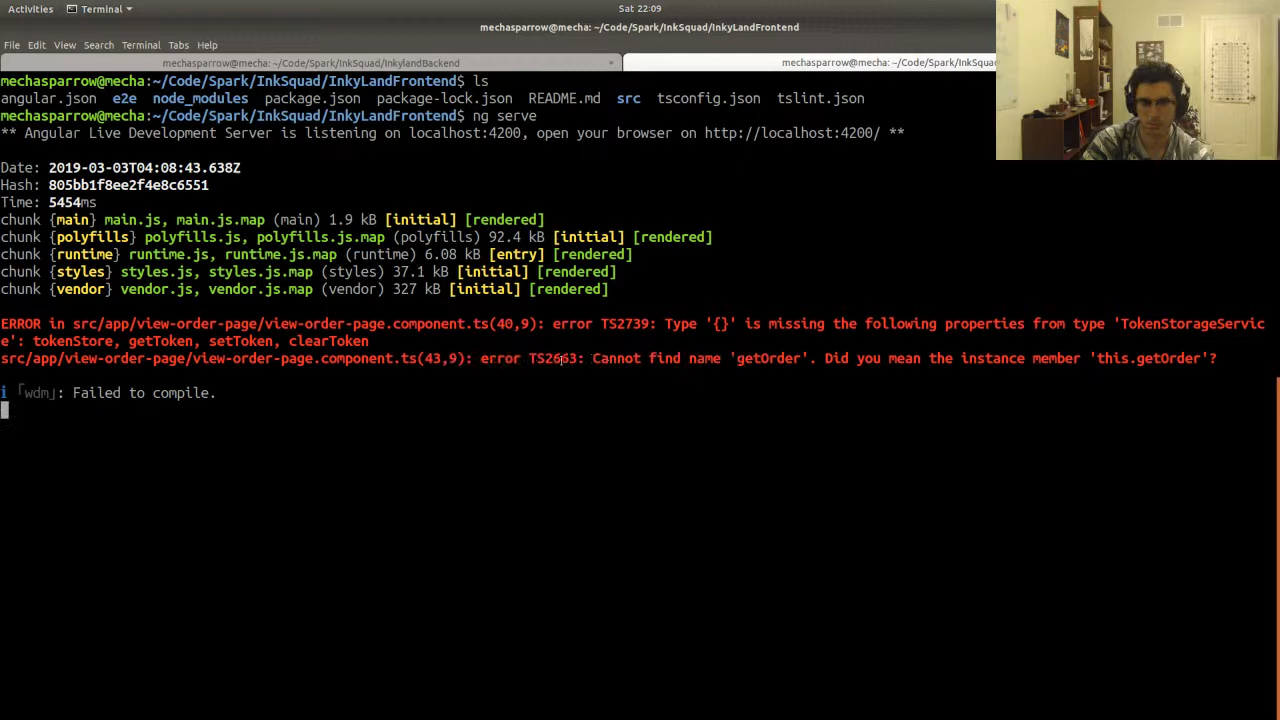 Activities Terminal Sat 22:09
mechasparrow@mecha: ~/Code/Spark/InkSquad/InkyLandFrontend
File Edit View Search Terminal Tabs Help
mechasparrow@mecha: ~/Code/Spark/InkSquad/InkylandBackend × mechasparrow@mecha: ~/Code/Spark/InkSqua
mechasparrow@mecha:~/Code/Spark/InkSquad/InkyLandFrontend$ ls
angular.json e2e node_modules package.json package-lock.json README.md src tsconfig.json tslint.json
mechasparrow@mecha:~/Code/Spark/InkSquad/InkyLandFrontend$ ng serve
** Angular Live Development Server is listening on localhost:4200, open your browser on http://localhost:4200/ **
Date: 2019-03-03T04:08:43.638Z
Hash: 805bb1f8ee2f4e8c6551
Time: 5454ms
chunk {main} main.js, main.js.map (main) 1.9 kB [initial] [rendered]
chunk {polyfills} polyfills.js, polyfills.js.map (polyfills) 92.4 kB [initial] [rendered]
chunk {runtime} runtime.js, runtime.js.map (runtime) 6.08 kB [entry] [rendered]
chunk {styles} styles.js, styles.js.map (styles) 37.1 kB [initial] [rendered]
chunk {vendor} vendor.js, vendor.js.map (vendor) 327 kB [initial] [rendered]
ERROR in src/app/view-order-page/view-order-page.component.ts(40,9): error TS2739: Type '{}' is missing the following properties from type 'TokenStorageServic
e': tokenStore, getToken, setToken, clearToken
src/app/view-order-page/view-order-page.component.ts(43,9): error TS2663: Cannot find name 'getOrder'. Did you mean the instance member 'this.getOrder'?
ℹ ｢wdm｣: Failed to compile.